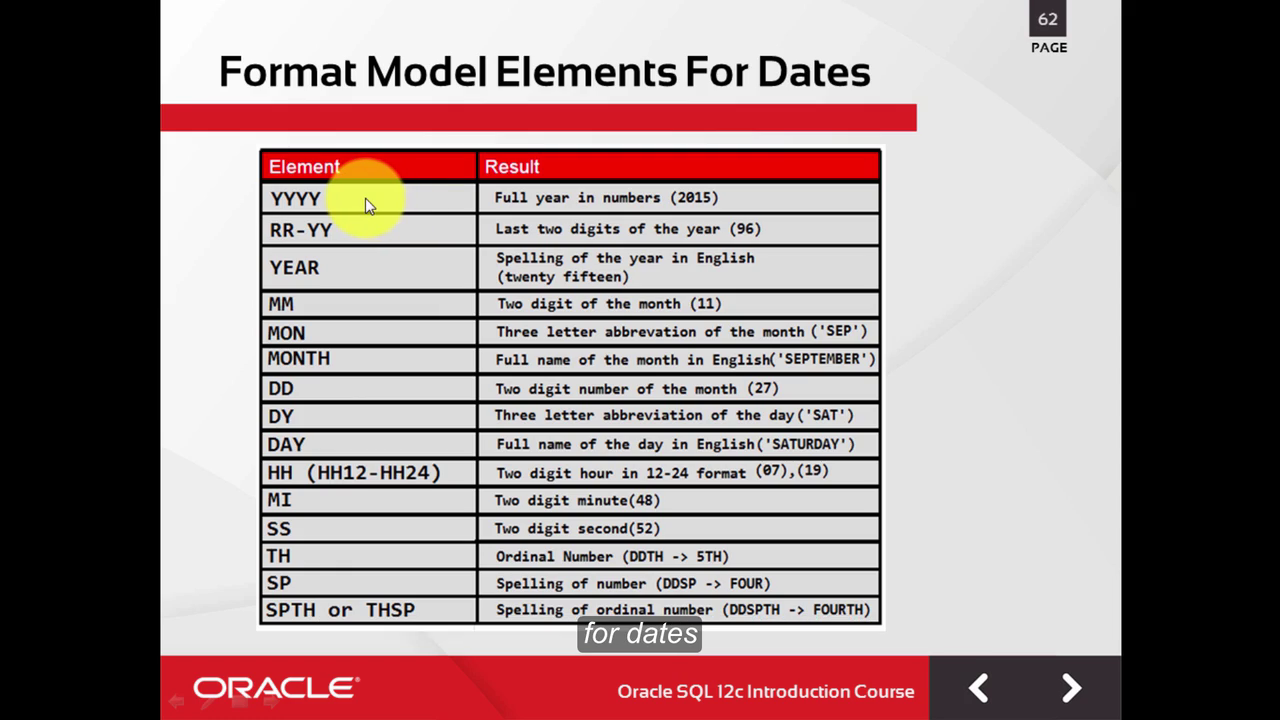 62
PAGE
Format Model Elements For Dates
Element Result
YYYY Full year in numbers (2015)
RR-YY Last two digits of the year (96)
YEAR Spelling of the year in English
(twenty fifteen)
MM Two digit of the month (11)
MON Three letter abbrevation of the month ('SEP')
MONTH Full name of the month in English('SEPTEMBER')
DD Two digit number of the month (27)
DY Three letter abbreviation of the day('SAT')
DAY Full name of the day in English('SATURDAY')
HH (HH12-HH24) Two digit hour in 12-24 format (07),(19)
MI Two digit minute(48)
SS Two digit second(52)
TH Ordinal Number (DDTH -> 5TH)
SP Spelling of number (DDSP -> FOUR)
SPTH or THSP Spelling of ordinal number (DDSPTH -> FOURTH)
for dates
ORACLE®
Oracle SQL 12c Introduction Course